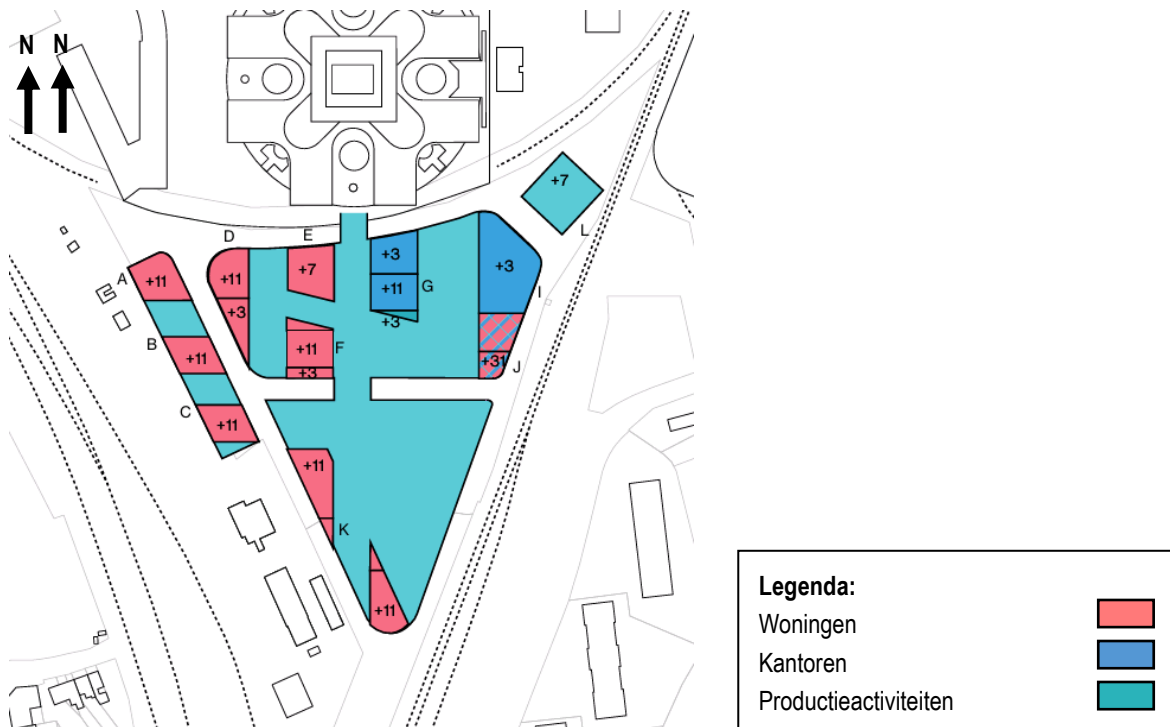 N N
+7
L
D E
+3
+3
A
+11
+11
+7
+11
G
I
+3
+3
B
+11
+11
F
+31
J
+3
C
+11
+11
K
+11
Legenda:
Woningen
Kantoren
Productieactiviteiten